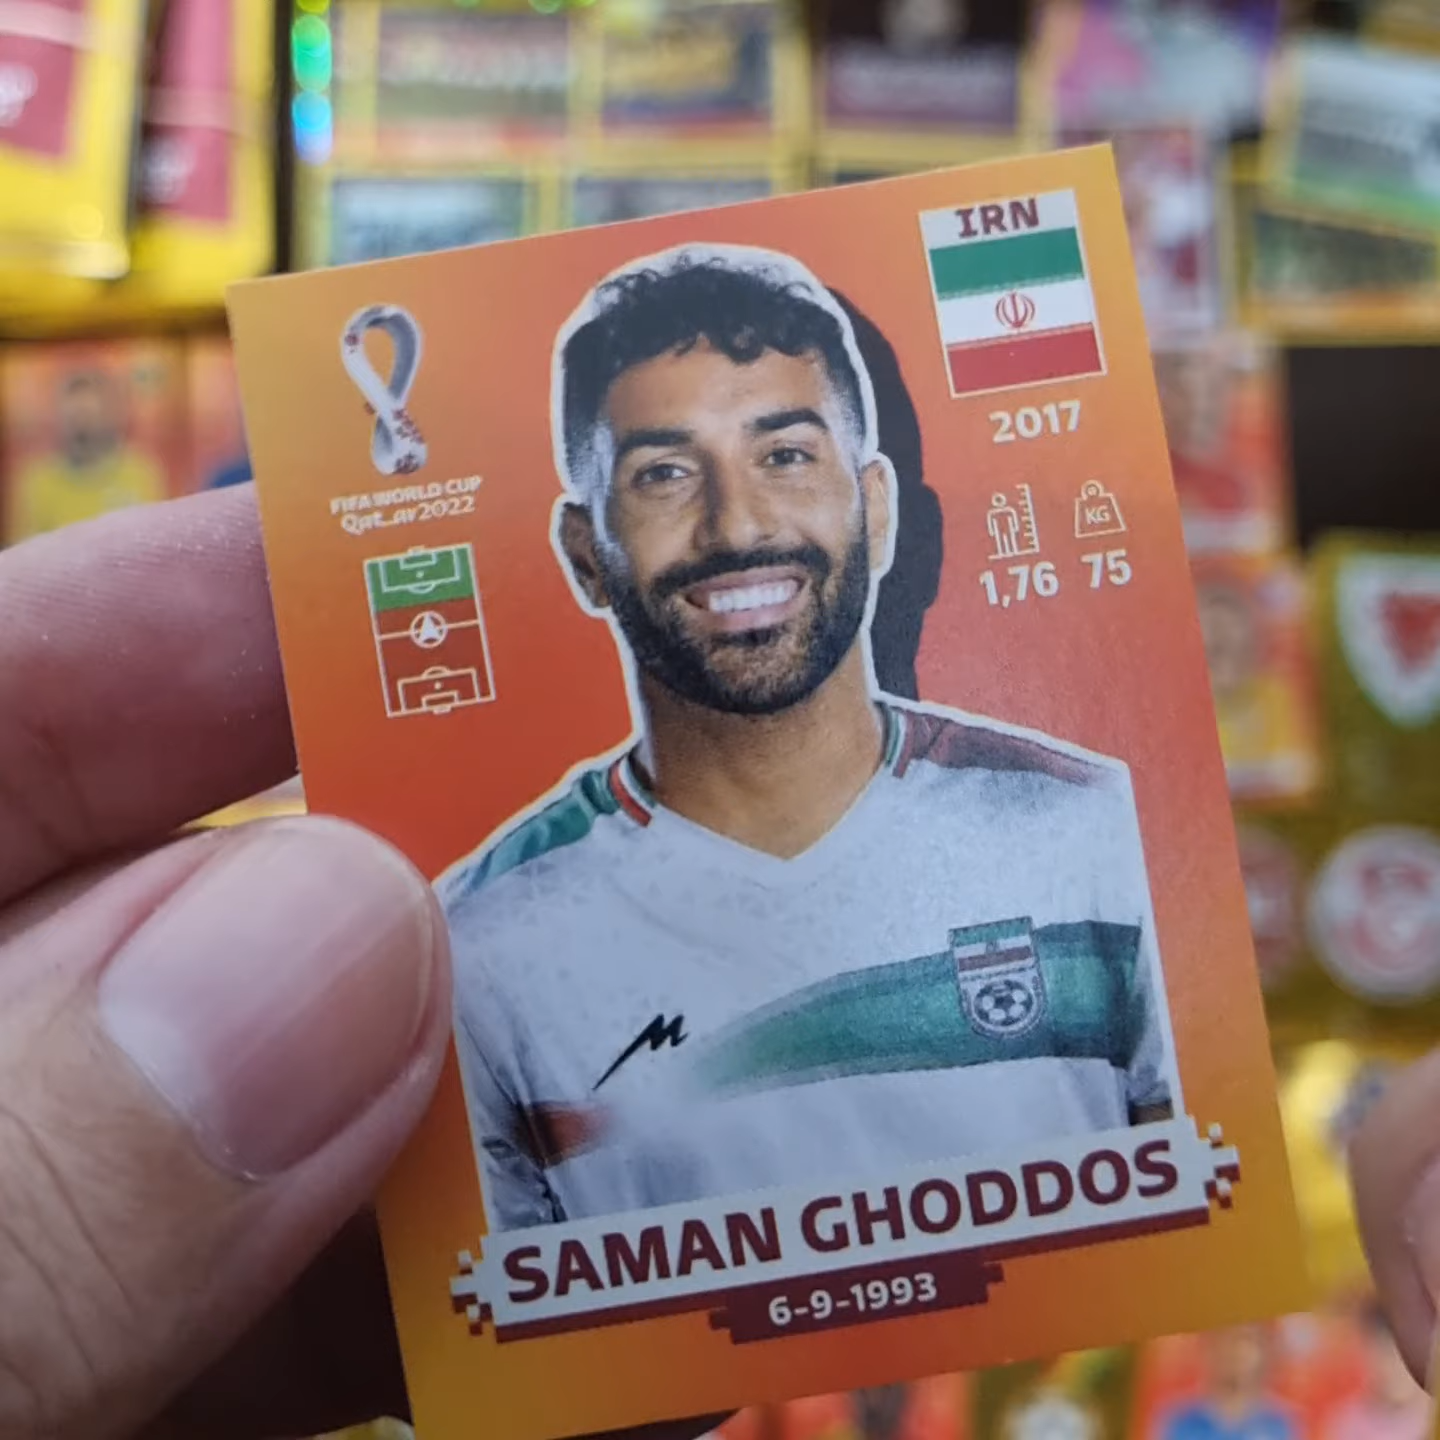 IRN
2017
FIFA WORLD CUP
Qatar2022
KG
1,76 75
SAMAN GHODDOS
6-9-1993